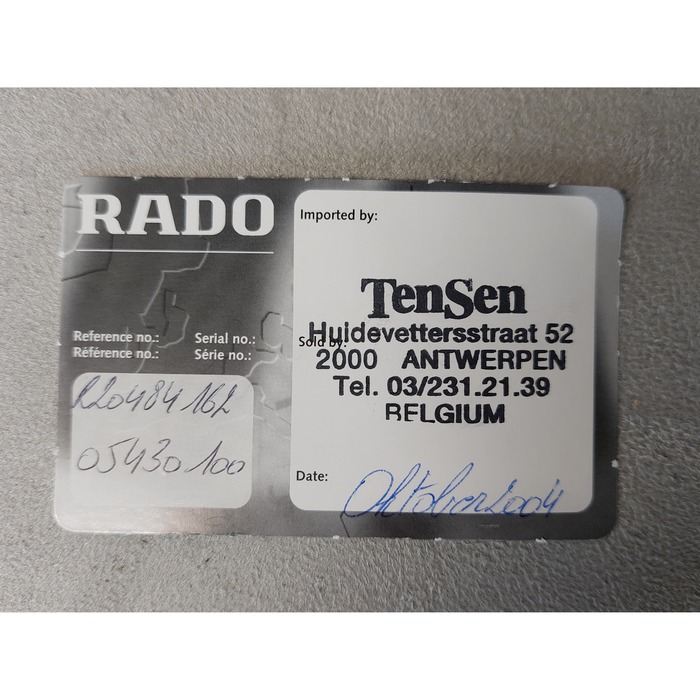 RADO
Reference no.: Serial no.:
Référence no.: Série no.:
R20484162
05430100
Imported by:
TenSen
Huidevettersstraat 52
Sold by:
2000 ANTWERPEN
Tel. 03/231.21.39
BELGIUM
Date:
Oktober 2004